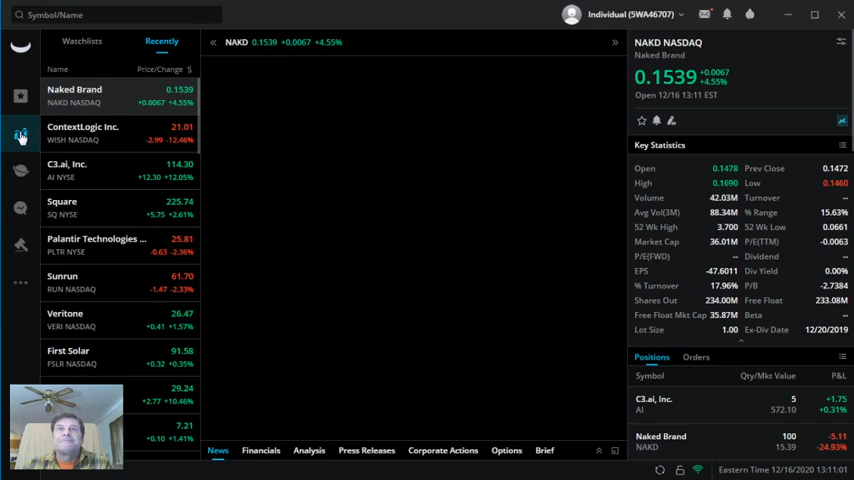 Symbol/Name
Individual (5WA46707)
Watchlists Recently
Name Price/Change
Naked Brand 0.1539
NAKD NASDAQ +0.0067 +4.55%
ContextLogic Inc. 21.01
WISH NASDAQ -2.99 -12.46%
C3.ai, Inc. 114.30
AI NYSE +12.30 +12.05%
Square 225.74
SQ NYSE +5.75 +2.61%
Palantir Technologies ... 25.81
PLTR NYSE -0.63 -2.36%
Sunrun 61.70
RUN NASDAQ -1.47 -2.33%
Veritone 26.47
VERI NASDAQ +0.41 +1.57%
First Solar 91.58
FSLR NASDAQ +0.32 +0.35%
29.24
+2.77 +10.46%
7.21
+0.10 +1.41%
NAKD 0.1539 +0.0067 +4.55%
News Financials Analysis Press Releases Corporate Actions Options Brief
NAKD NASDAQ
Naked Brand
0.1539 +0.0067
+4.55%
Open 12/16 13:11 EST
Key Statistics
Open 0.1478 Prev Close 0.1472
High 0.1690 Low 0.1460
Volume 42.03M Turnover --
Avg Vol(3M) 88.34M % Range 15.63%
52 Wk High 3.700 52 Wk Low 0.0661
Market Cap 36.01M P/E(TTM) -0.0063
P/E(FWD) -- Dividend --
EPS -47.6011 Div Yield 0.00%
% Turnover 17.96% P/B -2.7384
Shares Out 234.00M Free Float 233.08M
Free Float Mkt Cap 35.87M Beta --
Lot Size 1.00 Ex-Div Date 12/20/2019
Positions Orders
Symbol Qty/Mkt Value P&L
C3.ai, Inc. 5 +1.75
AI 572.10 +0.31%
Naked Brand 100 -5.11
NAKD 15.39 -24.93%
Eastern Time 12/16/2020 13:11:01